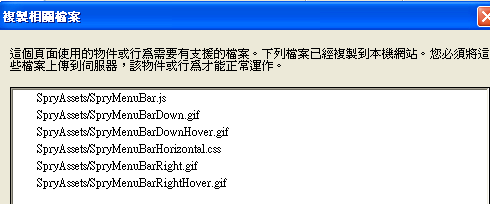 複製相關檔案
這個頁面使用的物件或行爲需要有支援的檔案。下列檔案已經複製到本機網站。您必須將這
些檔案上傳到伺服器，該物件或行爲才能正常運作。
SpryAssets/SpryMenuBar.js
SpryAssets/SpryMenuBarDown.gif
SpryAssets/SpryMenuBarDownHover.gif
SpryAssets/SpryMenuBarHorizontal.css
SpryAssets/SpryMenuBarRight.gif
SpryAssets/SpryMenuBarRightHover.gif